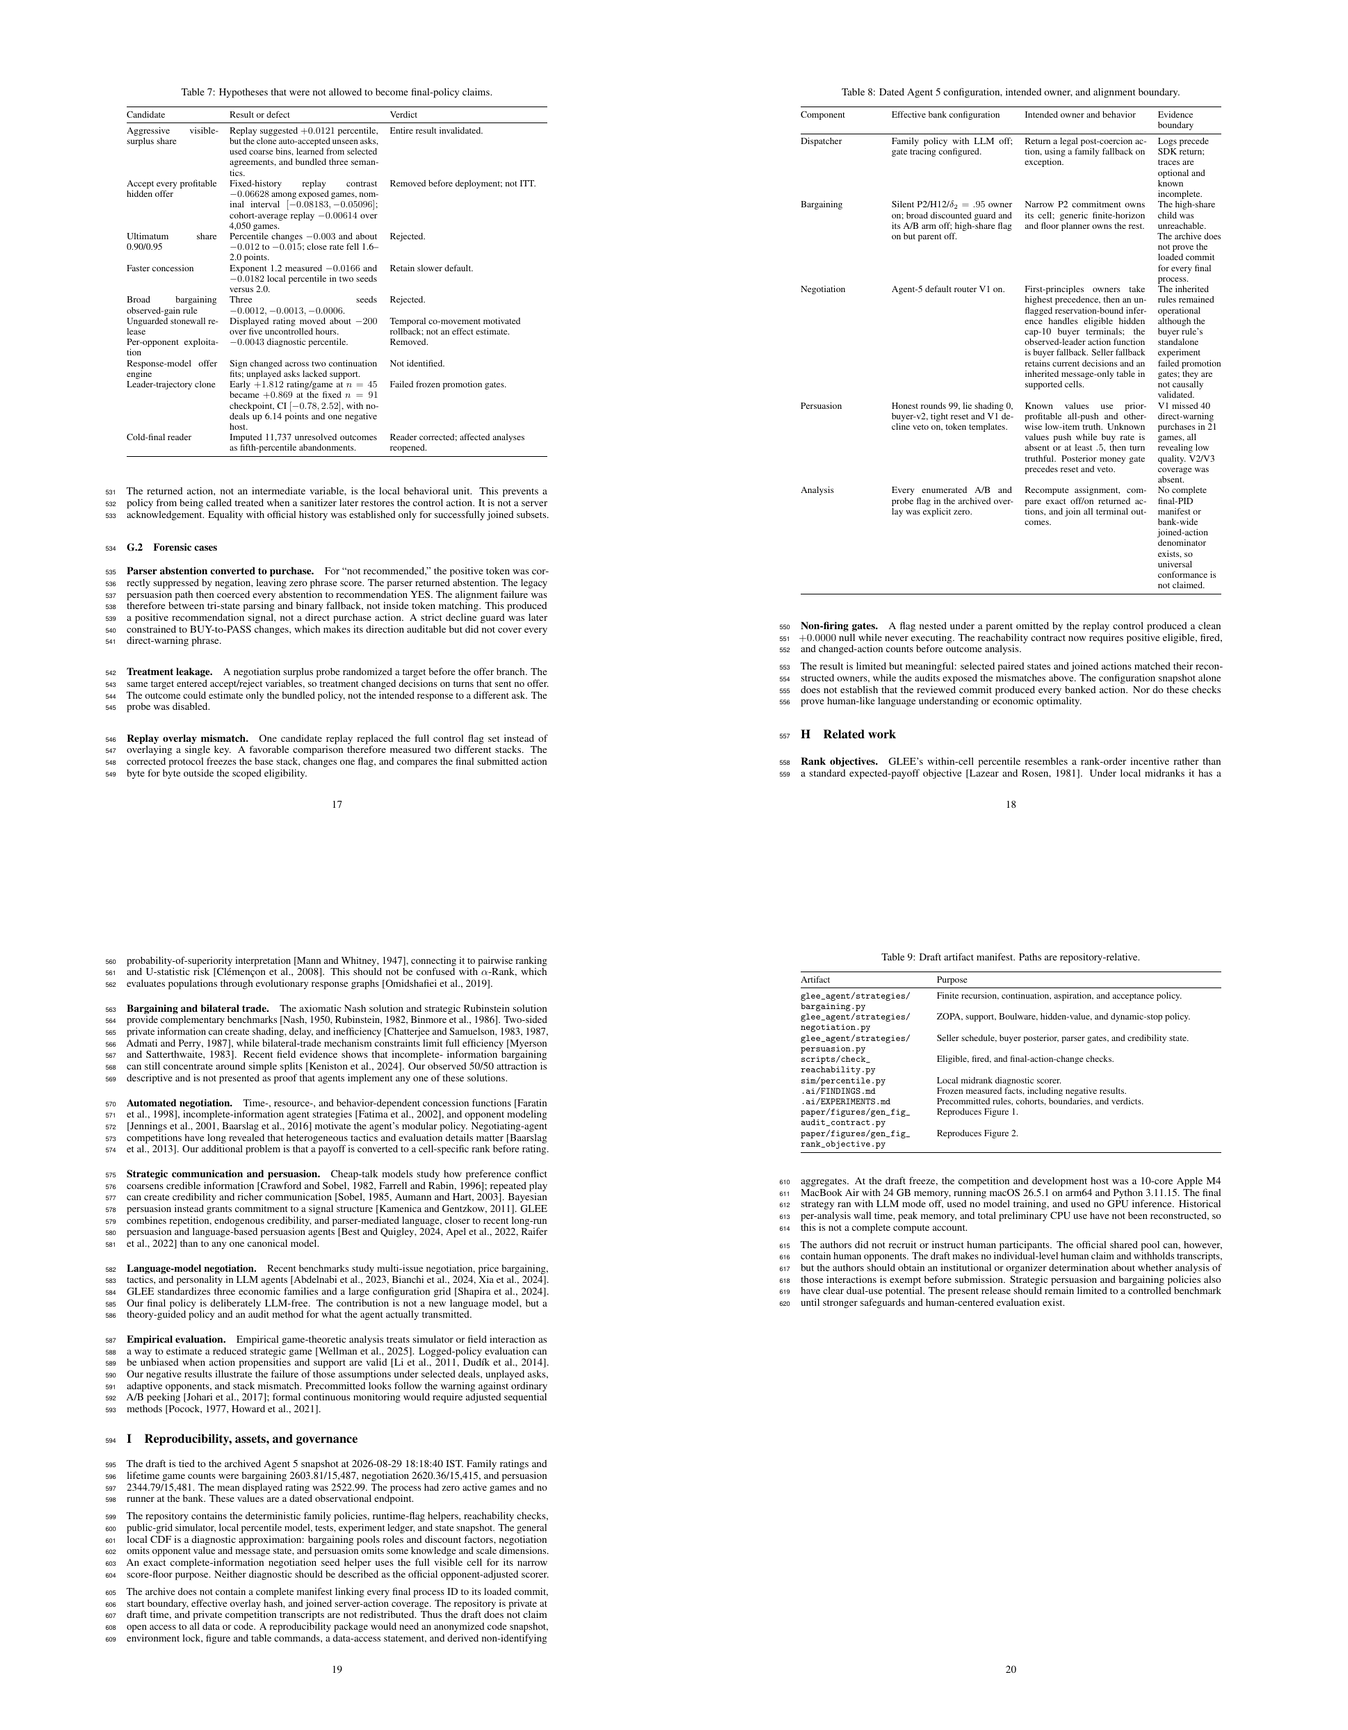 Table 7: Hypotheses that were not allowed to become final-policy claims.
Candidate Result or defect Verdict
Aggressive visible- Replay suggested +0.0121 percentile, Entire result invalidated.
surplus share but the clone auto-accepted unseen asks,
used coarse bins, learned from selected
agreements, and bundled three seman-
tics.
Accept every profitable Fixed-history replay contrast Removed before deployment; not ITT.
hidden offer −0.06628 among exposed games, nom-
inal interval [−0.08183, −0.05096];
cohort-average replay −0.00614 over
4,050 games.
Ultimatum share Percentile changes −0.003 and about Rejected.
0.90/0.95 −0.012 to −0.015; close rate fell 1.6–
2.0 points.
Faster concession Exponent 1.2 measured −0.0166 and Retain slower default.
−0.0182 local percentile in two seeds
versus 2.0.
Broad bargaining Three seeds Rejected.
observed-gain rule −0.0012, −0.0013, −0.0006.
Unguarded stonewall re- Displayed rating moved about −200 Temporal co-movement motivated
lease over five uncontrolled hours. rollback; not an effect estimate.
Per-opponent exploita- −0.0043 diagnostic percentile. Removed.
tion
Response-model offer Sign changed across two continuation Not identified.
engine fits; unplayed asks lacked support.
Leader-trajectory clone Early +1.812 rating/game at n = 45 Failed frozen promotion gates.
became +0.869 at the fixed n = 91
checkpoint, CI [−0.78, 2.52], with no-
deals up 6.14 points and one negative
host.
Cold-final reader Imputed 11,737 unresolved outcomes Reader corrected; affected analyses
as fifth-percentile abandonments. reopened.
531 The returned action, not an intermediate variable, is the local behavioral unit. This prevents a
532 policy from being called treated when a sanitizer later restores the control action. It is not a server
533 acknowledgement. Equality with official history was established only for successfully joined subsets.
534 G.2 Forensic cases
535 Parser abstention converted to purchase. For “not recommended,” the positive token was cor-
536 rectly suppressed by negation, leaving zero phrase score. The parser returned abstention. The legacy
537 persuasion path then coerced every abstention to recommendation YES. The alignment failure was
538 therefore between tri-state parsing and binary fallback, not inside token matching. This produced
539 a positive recommendation signal, not a direct purchase action. A strict decline guard was later
540 constrained to BUY-to-PASS changes, which makes its direction auditable but did not cover every
541 direct-warning phrase.
542 Treatment leakage. A negotiation surplus probe randomized a target before the offer branch. The
543 same target entered accept/reject variables, so treatment changed decisions on turns that sent no offer.
544 The outcome could estimate only the bundled policy, not the intended response to a different ask. The
545 probe was disabled.
546 Replay overlay mismatch. One candidate replay replaced the full control flag set instead of
547 overlaying a single key. A favorable comparison therefore measured two different stacks. The
548 corrected protocol freezes the base stack, changes one flag, and compares the final submitted action
549 byte for byte outside the scoped eligibility.
17
Table 8: Dated Agent 5 configuration, intended owner, and alignment boundary.
Component Effective bank configuration Intended owner and behavior Evidence
boundary
Dispatcher Family policy with LLM off; Return a legal post-coercion ac- Logs precede
gate tracing configured. tion, using a family fallback on SDK return;
exception. traces are
optional and
known
incomplete.
Bargaining Silent P2/H12/δ2 = .95 owner Narrow P2 commitment owns The high-share
on; broad discounted guard and its cell; generic finite-horizon child was
its A/B arm off; high-share flag and floor planner owns the rest. unreachable.
on but parent off. The archive does
not prove the
loaded commit
for every final
process.
Negotiation Agent-5 default router V1 on. First-principles owners take The inherited
highest precedence, then an un- rules remained
flagged reservation-bound infer- operational
ence handles eligible hidden although the
cap-10 buyer terminals; the buyer rule’s
observed-leader action function standalone
is buyer fallback. Seller fallback experiment
retains current decisions and an failed promotion
inherited message-only table in gates; they are
supported cells. not causally
validated.
Persuasion Honest rounds 99, lie shading 0, Known values use prior- V1 missed 40
buyer-v2, tight reset and V1 de- profitable all-push and other- direct-warning
cline veto on, token templates. wise low-item truth. Unknown purchases in 21
values push while buy rate is games, all
absent or at least .5, then turn revealing low
truthful. Posterior money gate quality. V2/V3
precedes reset and veto. coverage was
absent.
Analysis Every enumerated A/B and Recompute assignment, com- No complete
probe flag in the archived over- pare exact off/on returned ac- final-PID
lay was explicit zero. tions, and join all terminal out- manifest or
comes. bank-wide
joined-action
denominator
exists, so
universal
conformance is
not claimed.
550 Non-firing gates. A flag nested under a parent omitted by the replay control produced a clean
551 +0.0000 null while never executing. The reachability contract now requires positive eligible, fired,
552 and changed-action counts before outcome analysis.
553 The result is limited but meaningful: selected paired states and joined actions matched their recon-
554 structed owners, while the audits exposed the mismatches above. The configuration snapshot alone
555 does not establish that the reviewed commit produced every banked action. Nor do these checks
556 prove human-like language understanding or economic optimality.
557 H Related work
558 Rank objectives. GLEE’s within-cell percentile resembles a rank-order incentive rather than
559 a standard expected-payoff objective [Lazear and Rosen, 1981]. Under local midranks it has a
18
560 probability-of-superiority interpretation [Mann and Whitney, 1947], connecting it to pairwise ranking
561 and U-statistic risk [Clémençon et al., 2008]. This should not be confused with α-Rank, which
562 evaluates populations through evolutionary response graphs [Omidshafiei et al., 2019].
563 Bargaining and bilateral trade. The axiomatic Nash solution and strategic Rubinstein solution
564 provide complementary benchmarks [Nash, 1950, Rubinstein, 1982, Binmore et al., 1986]. Two-sided
565 private information can create shading, delay, and inefficiency [Chatterjee and Samuelson, 1983, 1987,
566 Admati and Perry, 1987], while bilateral-trade mechanism constraints limit full efficiency [Myerson
567 and Satterthwaite, 1983]. Recent field evidence shows that incomplete- information bargaining
568 can still concentrate around simple splits [Keniston et al., 2024]. Our observed 50/50 attraction is
569 descriptive and is not presented as proof that agents implement any one of these solutions.
570 Automated negotiation. Time-, resource-, and behavior-dependent concession functions [Faratin
571 et al., 1998], incomplete-information agent strategies [Fatima et al., 2002], and opponent modeling
572 [Jennings et al., 2001, Baarslag et al., 2016] motivate the agent’s modular policy. Negotiating-agent
573 competitions have long revealed that heterogeneous tactics and evaluation details matter [Baarslag
574 et al., 2013]. Our additional problem is that a payoff is converted to a cell-specific rank before rating.
575 Strategic communication and persuasion. Cheap-talk models study how preference conflict
576 coarsens credible information [Crawford and Sobel, 1982, Farrell and Rabin, 1996]; repeated play
577 can create credibility and richer communication [Sobel, 1985, Aumann and Hart, 2003]. Bayesian
578 persuasion instead grants commitment to a signal structure [Kamenica and Gentzkow, 2011]. GLEE
579 combines repetition, endogenous credibility, and parser-mediated language, closer to recent long-run
580 persuasion and language-based persuasion agents [Best and Quigley, 2024, Apel et al., 2022, Raifer
581 et al., 2022] than to any one canonical model.
582 Language-model negotiation. Recent benchmarks study multi-issue negotiation, price bargaining,
583 tactics, and personality in LLM agents [Abdelnabi et al., 2023, Bianchi et al., 2024, Xia et al., 2024].
584 GLEE standardizes three economic families and a large configuration grid [Shapira et al., 2024].
585 Our final policy is deliberately LLM-free. The contribution is not a new language model, but a
586 theory-guided policy and an audit method for what the agent actually transmitted.
587 Empirical evaluation. Empirical game-theoretic analysis treats simulator or field interaction as
588 a way to estimate a reduced strategic game [Wellman et al., 2025]. Logged-policy evaluation can
589 be unbiased when action propensities and support are valid [Li et al., 2011, Dudík et al., 2014].
590 Our negative results illustrate the failure of those assumptions under selected deals, unplayed asks,
591 adaptive opponents, and stack mismatch. Precommitted looks follow the warning against ordinary
592 A/B peeking [Johari et al., 2017]; formal continuous monitoring would require adjusted sequential
593 methods [Pocock, 1977, Howard et al., 2021].
594 I Reproducibility, assets, and governance
595 The draft is tied to the archived Agent 5 snapshot at 2026-08-29 18:18:40 IST. Family ratings and
596 lifetime game counts were bargaining 2603.81/15,487, negotiation 2620.36/15,415, and persuasion
597 2344.79/15,481. The mean displayed rating was 2522.99. The process had zero active games and no
598 runner at the bank. These values are a dated observational endpoint.
599 The repository contains the deterministic family policies, runtime-flag helpers, reachability checks,
600 public-grid simulator, local percentile model, tests, experiment ledger, and state snapshot. The general
601 local CDF is a diagnostic approximation: bargaining pools roles and discount factors, negotiation
602 omits opponent value and message state, and persuasion omits some knowledge and scale dimensions.
603 An exact complete-information negotiation seed helper uses the full visible cell for its narrow
604 score-floor purpose. Neither diagnostic should be described as the official opponent-adjusted scorer.
605 The archive does not contain a complete manifest linking every final process ID to its loaded commit,
606 start boundary, effective overlay hash, and joined server-action coverage. The repository is private at
607 draft time, and private competition transcripts are not redistributed. Thus the draft does not claim
608 open access to all data or code. A reproducibility package would need an anonymized code snapshot,
609 environment lock, figure and table commands, a data-access statement, and derived non-identifying
19
Table 9: Draft artifact manifest. Paths are repository-relative.
Artifact Purpose
glee_agent/strategies/ Finite recursion, continuation, aspiration, and acceptance policy.
bargaining.py
glee_agent/strategies/ ZOPA, support, Boulware, hidden-value, and dynamic-stop policy.
negotiation.py
glee_agent/strategies/ Seller schedule, buyer posterior, parser gates, and credibility state.
persuasion.py
scripts/check_ Eligible, fired, and final-action-change checks.
reachability.py
sim/percentile.py Local midrank diagnostic scorer.
.ai/FINDINGS.md Frozen measured facts, including negative results.
.ai/EXPERIMENTS.md Precommitted rules, cohorts, boundaries, and verdicts.
paper/figures/gen_fig_ Reproduces Figure 1.
audit_contract.py
paper/figures/gen_fig_ Reproduces Figure 2.
rank_objective.py
610 aggregates. At the draft freeze, the competition and development host was a 10-core Apple M4
611 MacBook Air with 24 GB memory, running macOS 26.5.1 on arm64 and Python 3.11.15. The final
612 strategy ran with LLM mode off, used no model training, and used no GPU inference. Historical
613 per-analysis wall time, peak memory, and total preliminary CPU use have not been reconstructed, so
614 this is not a complete compute account.
615 The authors did not recruit or instruct human participants. The official shared pool can, however,
616 contain human opponents. The draft makes no individual-level human claim and withholds transcripts,
617 but the authors should obtain an institutional or organizer determination about whether analysis of
618 those interactions is exempt before submission. Strategic persuasion and bargaining policies also
619 have clear dual-use potential. The present release should remain limited to a controlled benchmark
620 until stronger safeguards and human-centered evaluation exist.
20